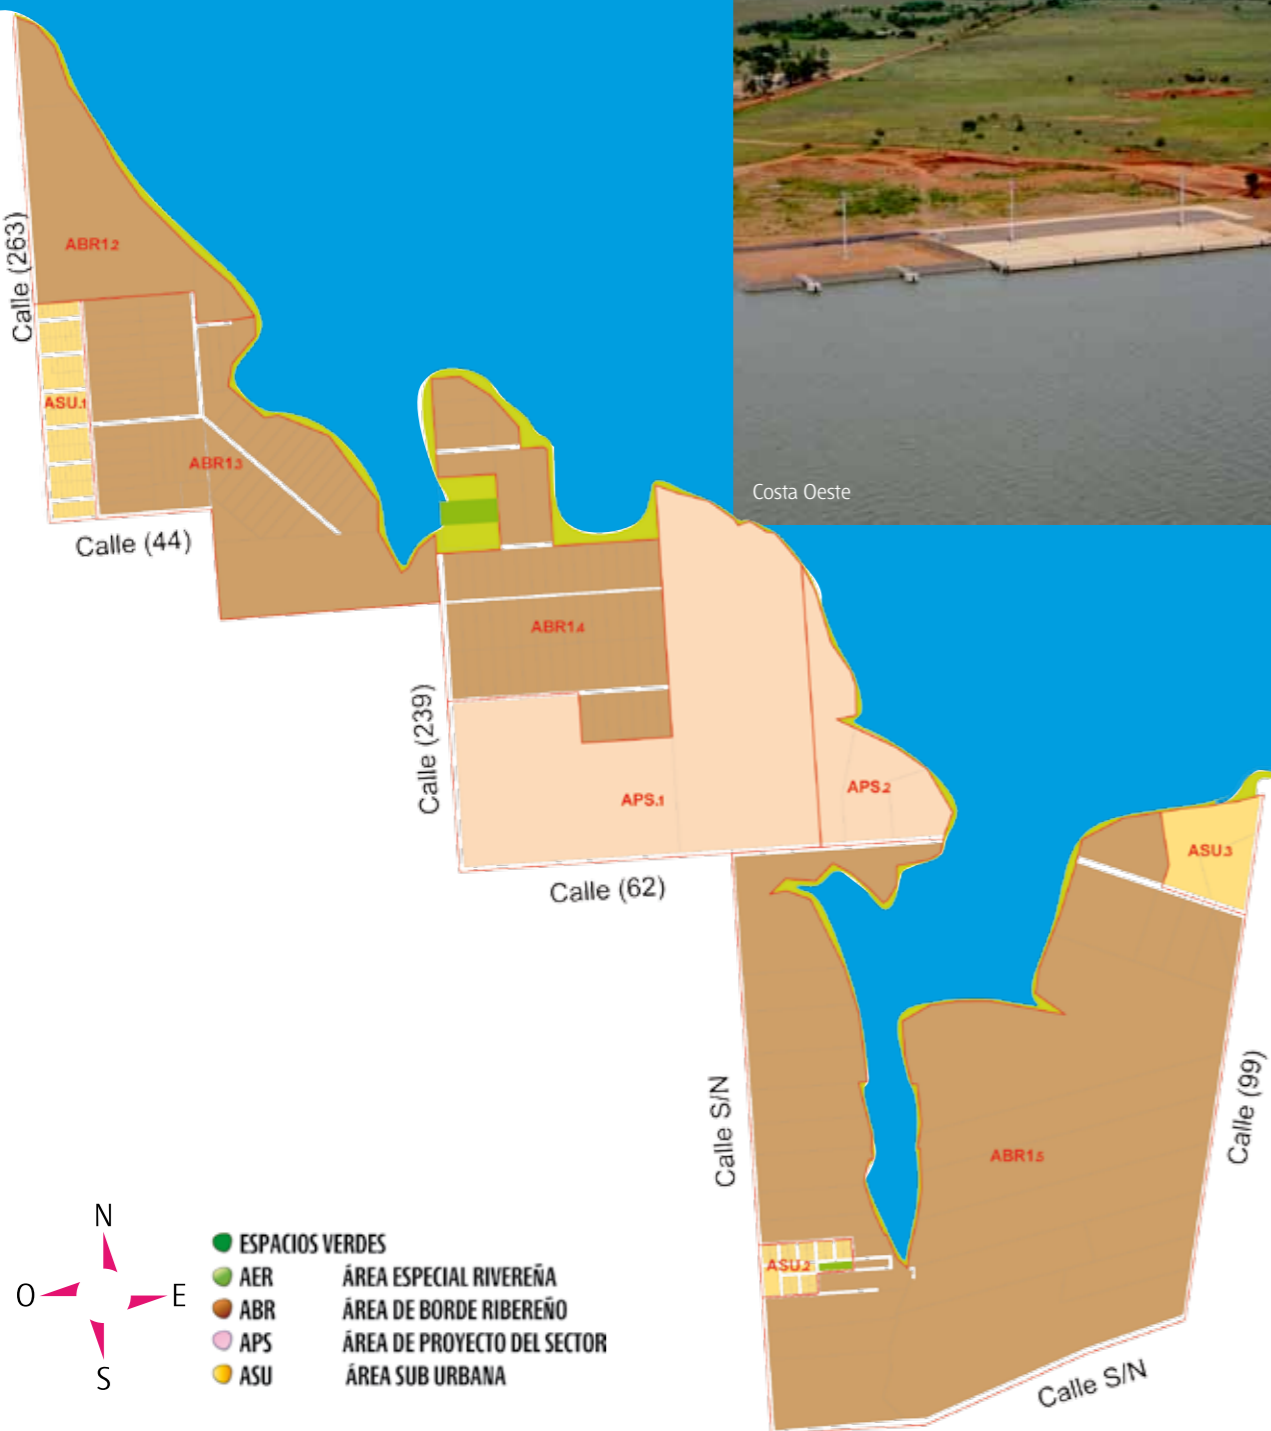 Calle (263)
ABR1.2
ASU.1
ABR1.3
Calle (44)
Costa Oeste
ABR1.4
Calle (239)
APS.1
APS.2
Calle (62)
ASU.3
Calle S/N
ABR1.5
Calle (99)
ASU.2
Calle S/N
N
O
E
S
ESPACIOS VERDES
AER ÁREA ESPECIAL RIVEREÑA
ABR ÁREA DE BORDE RIBEREÑO
APS ÁREA DE PROYECTO DEL SECTOR
ASU ÁREA SUB URBANA